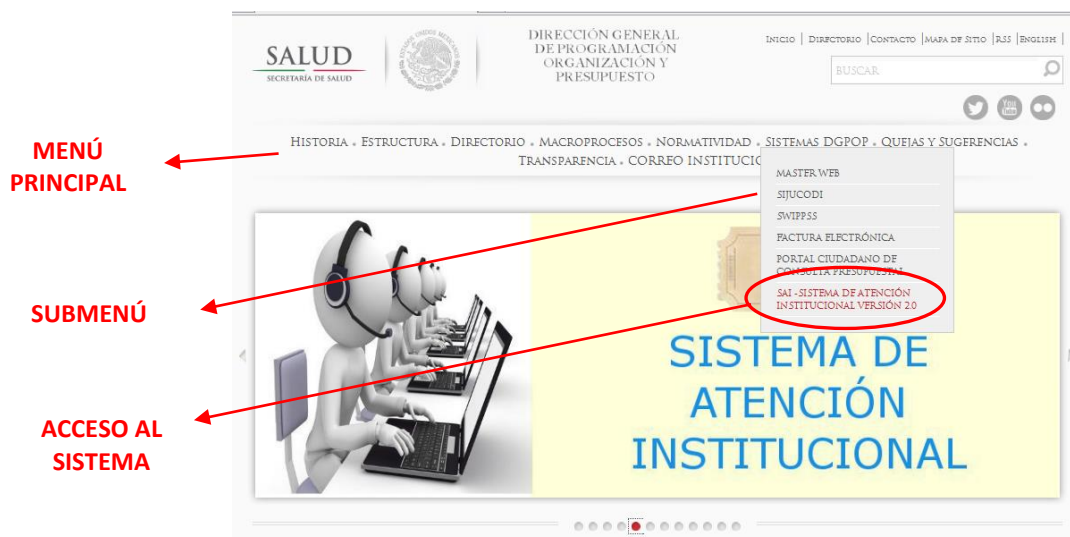 SALUD
SECRETARÍA DE SALUD
DIRECCIÓN GENERAL
DE PROGRAMACIÓN
ORGANIZACIÓN Y
PRESUPUESTO
INICIO | DIRECTORIO | CONTACTO | MAPA DE SITIO | RSS | ENGLISH |
BUSCAR
You
Tube
MENÚ
PRINCIPAL
HISTORIA . ESTRUCTURA . DIRECTORIO . MACROPROCESOS . NORMATIVIDAD . SISTEMAS DGPOP . QUEJAS Y SUGERENCIAS .
TRANSPARENCIA . CORREO INSTITUCIO
MASTER WEB
SIJUCODI
SWIPPSS
FACTURA ELECTRÓNICA
PORTAL CIUDADANO DE
CONSULTA PRESUPUESTAL
SAI - SISTEMA DE ATENCIÓN
INSTITUCIONAL VERSIÓN 2.0
SUBMENÚ
SISTEMA DE
ATENCIÓN
INSTITUCIONAL
ACCESO AL
SISTEMA